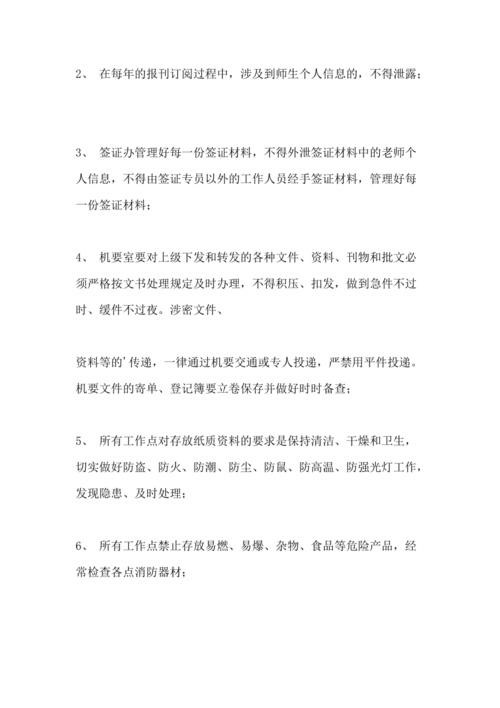 2、 在每年的报刊订阅过程中，涉及到师生个人信息的，不得泄露；
3、 签证办管理好每一份签证材料，不得外泄签证材料中的老师个
人信息，不得由签证专员以外的工作人员经手签证材料，管理好每
一份签证材料；
4、 机要室要对上级下发和转发的各种文件、资料、刊物和批文必
须严格按文书处理规定及时办理，不得积压、扣发，做到急件不过
时、缓件不过夜。涉密文件、
资料等的'传递，一律通过机要交通或专人投递，严禁用平件投递。
机要文件的寄单、登记簿要立卷保存并做好时时备查；
5、 所有工作点对存放纸质资料的要求是保持清洁、干燥和卫生，
切实做好防盗、防火、防潮、防尘、防鼠、防高温、防强光灯工作，
发现隐患、及时处理；
6、 所有工作点禁止存放易燃、易爆、杂物、食品等危险产品，经
常检查各点消防器材；